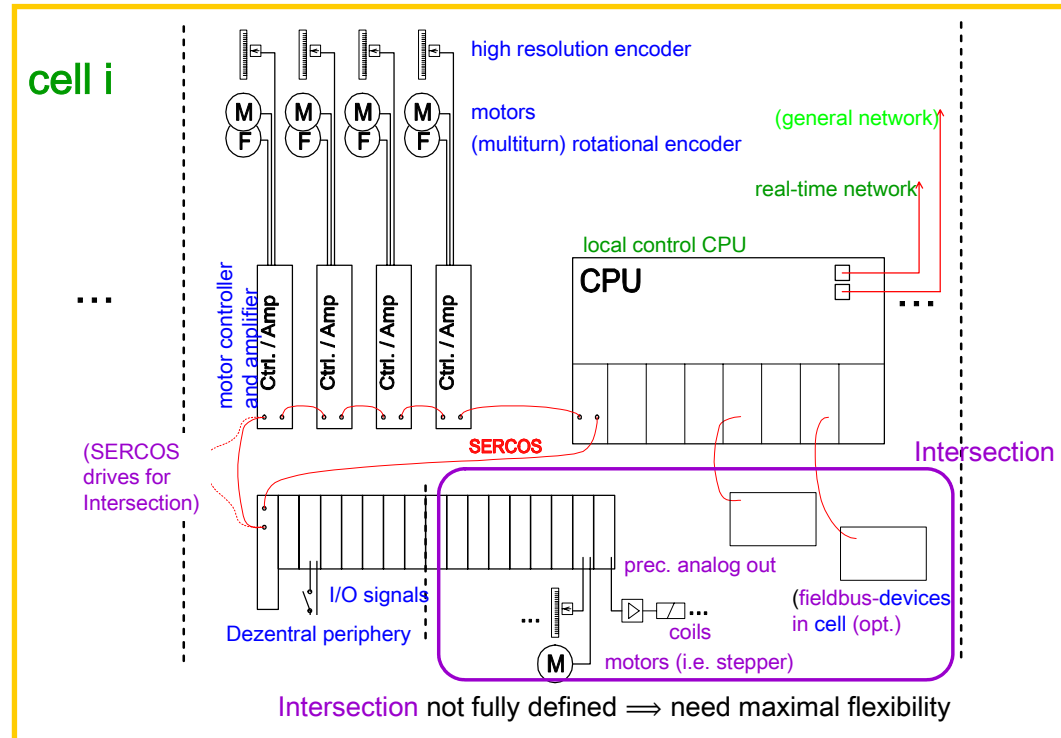 cell i
high resolution encoder
M M M M
F F F F
motors
(multiturn) rotational encoder
(general network)
real-time network
local control CPU
CPU
...
...
motor controller
and amplifier
Ctrl. / Amp
Ctrl. / Amp
Ctrl. / Amp
Ctrl. / Amp
SERCOS
(SERCOS
drives for
Intersection)
Intersection
I/O signals
Dezentral periphery
prec. analog out
...
...
coils
M
motors (i.e. stepper)
(fieldbus-devices
in cell (opt.)
Intersection not fully defined ⟹ need maximal flexibility